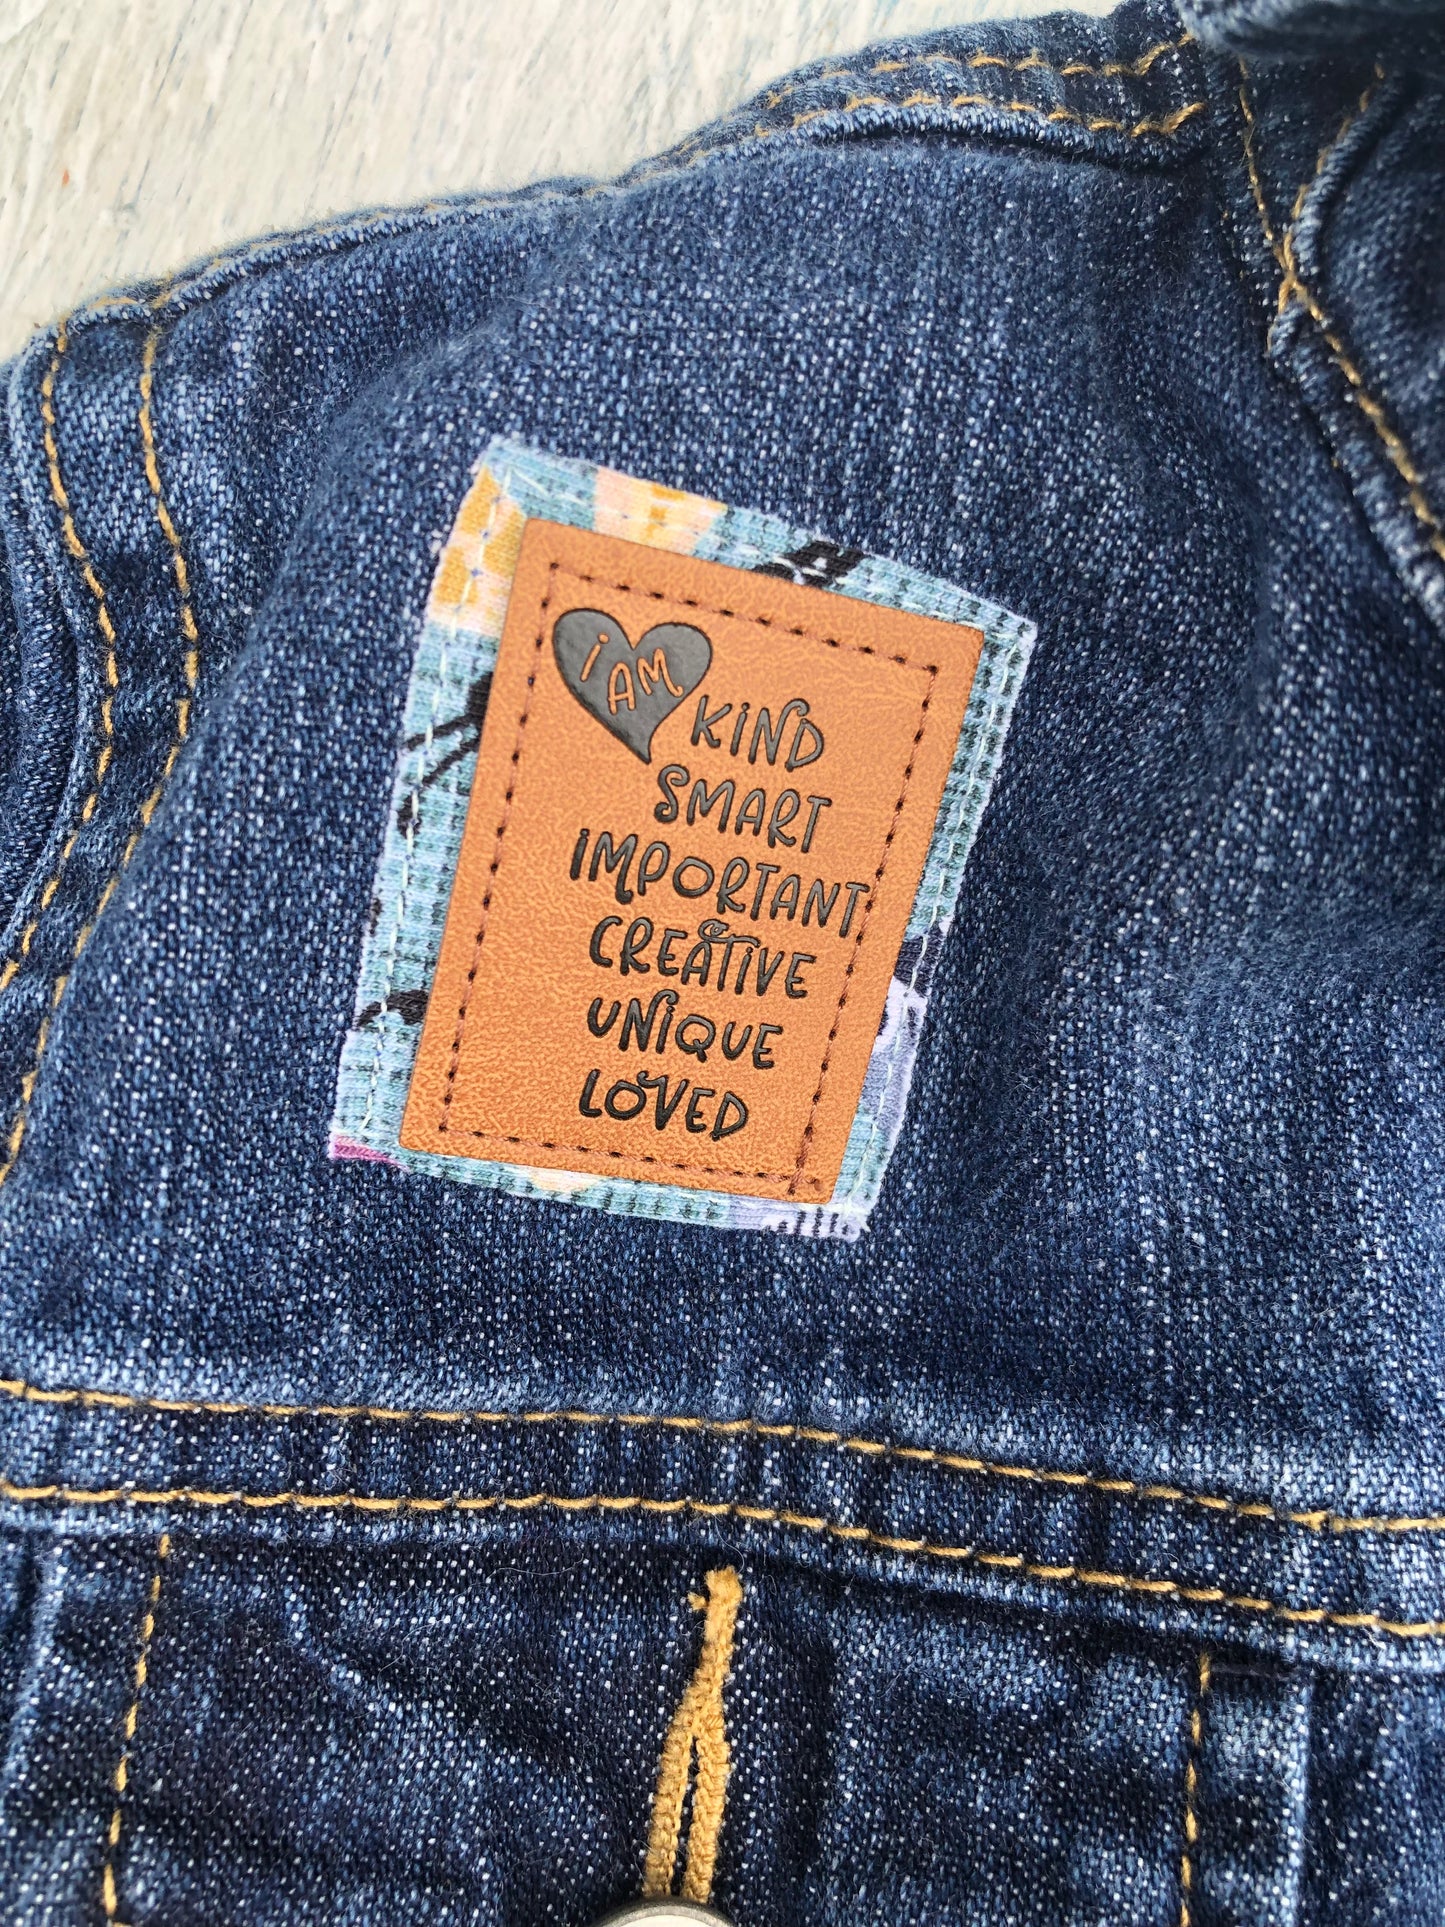 i AM
KiND
SMART
iMPORTANT
CREATiVE
UNiQUE
LOVED